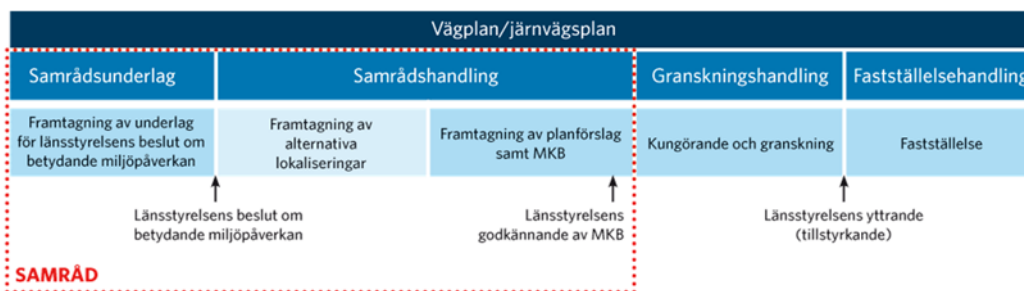 Vägplan/järnvägsplan
Samrådsunderlag
Samrådshandling
Granskningshandling
Fastställelsehandling
Framtagning av underlag
för länsstyrelsens beslut om
betydande miljöpåverkan
Framtagning av
alternativa
lokaliseringar
Framtagning av planförslag
samt MKB
Kungörande och granskning
Fastställelse
Länsstyrelsens beslut om
betydande miljöpåverkan
Länsstyrelsens
godkännande av MKB
Länsstyrelsens yttrande
(tillstyrkande)
SAMRÅD